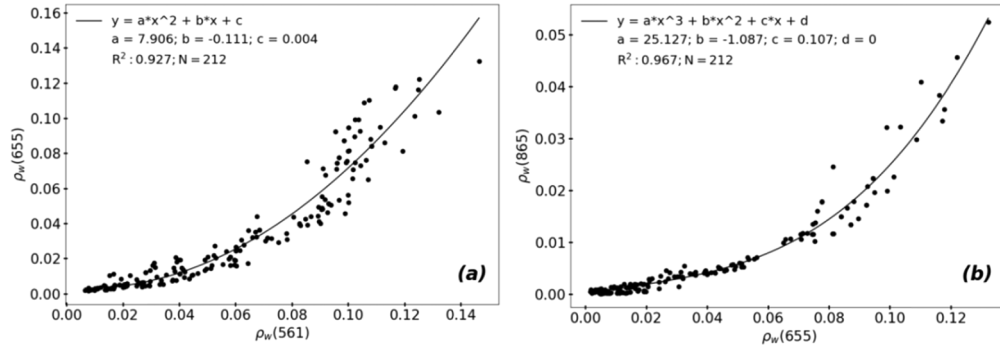 y = a*x^2 + b*x + c
a = 7.906; b = -0.111; c = 0.004
R²: 0.927; N = 212
0.16
0.14
0.12
0.10
0.08
0.06
0.04
0.02
0.00
ρw(655)
(a)
0.00 0.02 0.04 0.06 0.08 0.10 0.12 0.14
ρw(561)
y = a*x^3 + b*x^2 + c*x + d
a = 25.127; b = -1.087; c = 0.107; d = 0
R²: 0.967; N = 212
0.05
0.04
0.03
0.02
0.01
0.00
ρw(865)
(b)
0.00 0.02 0.04 0.06 0.08 0.10 0.12
ρw(655)